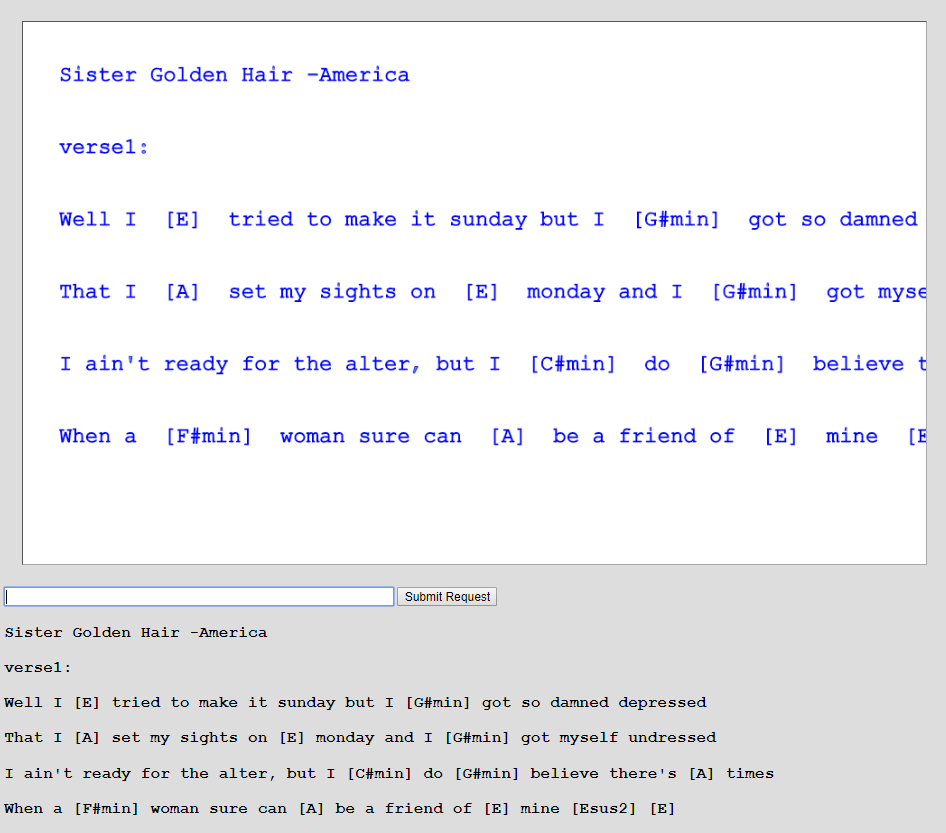 Sister Golden Hair -America
verse1:
Well I [E] tried to make it sunday but I [G#min] got so damned
That I [A] set my sights on [E] monday and I [G#min] got myse
I ain't ready for the alter, but I [C#min] do [G#min] believe t
When a [F#min] woman sure can [A] be a friend of [E] mine [E
Submit Request
Sister Golden Hair -America
verse1:
Well I [E] tried to make it sunday but I [G#min] got so damned depressed
That I [A] set my sights on [E] monday and I [G#min] got myself undressed
I ain't ready for the alter, but I [C#min] do [G#min] believe there's [A] times
When a [F#min] woman sure can [A] be a friend of [E] mine [Esus2] [E]